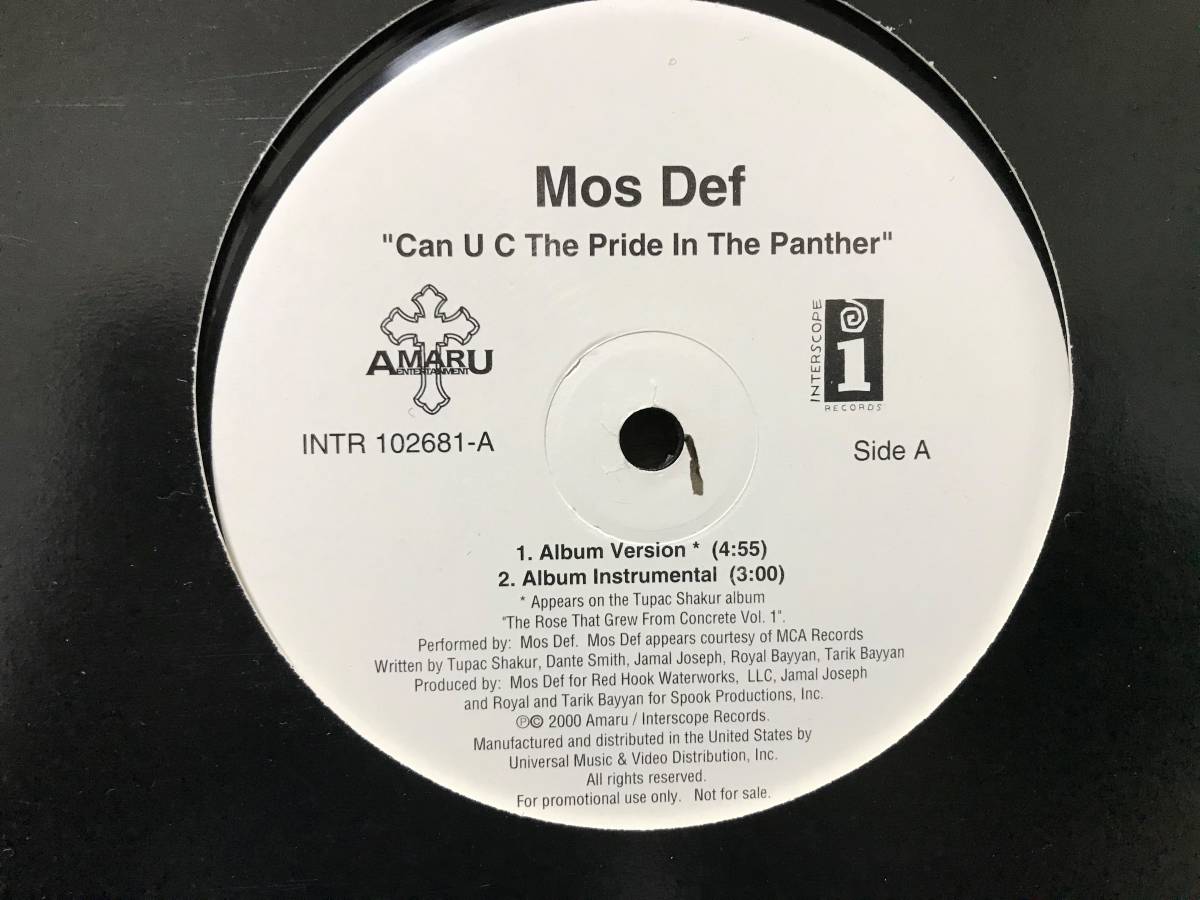 Mos Def
"Can U C The Pride In The Panther"
AMARU
ENTERTAINMENT
INTERSCOPE
i
RECORDS
INTR 102681-A
Side A
1. Album Version * (4:55)
2. Album Instrumental (3:00)
* Appears on the Tupac Shakur album
"The Rose That Grew From Concrete Vol. 1".
Performed by: Mos Def. Mos Def appears courtesy of MCA Records
Written by Tupac Shakur, Dante Smith, Jamal Joseph, Royal Bayyan, Tarik Bayyan
Produced by: Mos Def for Red Hook Waterworks, LLC, Jamal Joseph
and Royal and Tarik Bayyan for Spook Productions, Inc.
℗© 2000 Amaru / Interscope Records.
Manufactured and distributed in the United States by
Universal Music & Video Distribution, Inc.
All rights reserved.
For promotional use only. Not for sale.